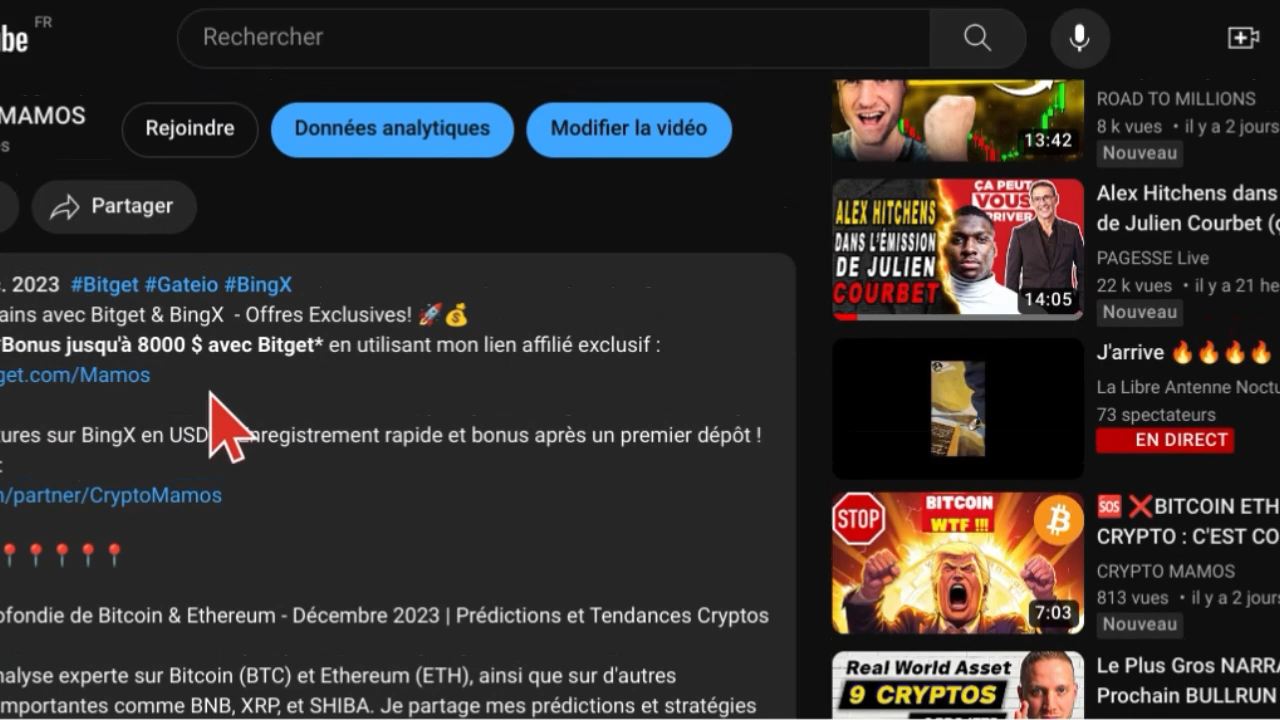 be FR
Rechercher
MAMOS
Rejoindre
Données analytiques
Modifier la vidéo
s
Partager
. 2023 #Bitget #Gateio #BingX
ains avec Bitget & BingX - Offres Exclusives! 🚀💰
*Bonus jusqu'à 8000 $ avec Bitget* en utilisant mon lien affilié exclusif :
get.com/Mamos
tures sur BingX en USD nregistrement rapide et bonus après un premier dépôt !
:
n/partner/CryptoMamos
📍📍📍📍📍
ofondie de Bitcoin & Ethereum - Décembre 2023 | Prédictions et Tendances Cryptos
nalyse experte sur Bitcoin (BTC) et Ethereum (ETH), ainsi que sur d'autres
mportantes comme BNB, XRP, et SHIBA. Je partage mes prédictions et stratégies
13:42
ROAD TO MILLIONS
8 k vues • il y a 2 jours
Nouveau
ALEX HITCHENS
DANS L'ÉMISSION
DE JULIEN
COURBET
ÇA PEUT
VOUS
14:05
Alex Hitchens dans
de Julien Courbet (
PAGESSE Live
22 k vues • il y a 21 he
Nouveau
J'arrive 🔥🔥🔥🔥
La Libre Antenne Noctu
73 spectateurs
EN DIRECT
STOP
BITCOIN
WTF !!!
7:03
🆘 ❌BITCOIN ETH
CRYPTO : C'EST CO
CRYPTO MAMOS
813 vues • il y a 2 jours
Nouveau
Real World Asset
9 CRYPTOS
Le Plus Gros NARRA
Prochain BULLRUN